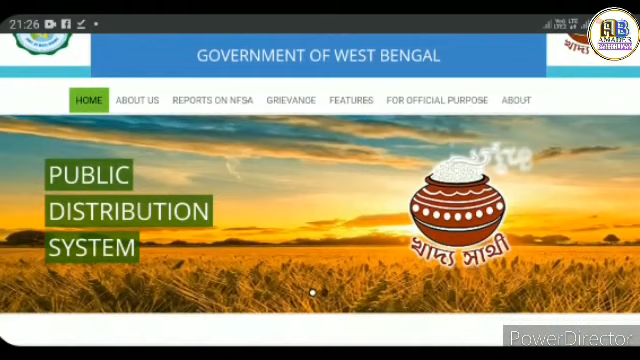 21:26
GOVERNMENT OF WEST BENGAL
HOME ABOUT US REPORTS ON NFSA GRIEVANCE FEATURES FOR OFFICIAL PURPOSE ABOUT
PUBLIC
DISTRIBUTION
SYSTEM
খাদ্য সাথী
PowerDirector